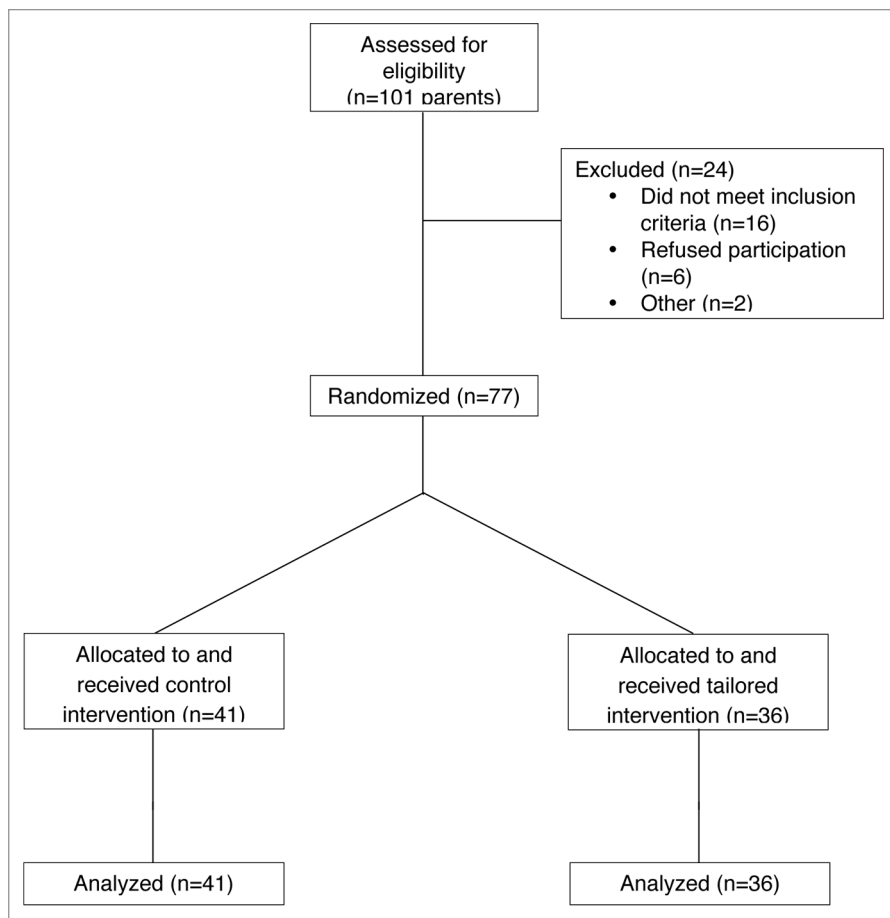 Assessed for
eligibility
(n=101 parents)
Excluded (n=24)
• Did not meet inclusion
criteria (n=16)
• Refused participation
(n=6)
• Other (n=2)
Randomized (n=77)
Allocated to and
received control
intervention (n=41)
Allocated to and
received tailored
intervention (n=36)
Analyzed (n=41)
Analyzed (n=36)